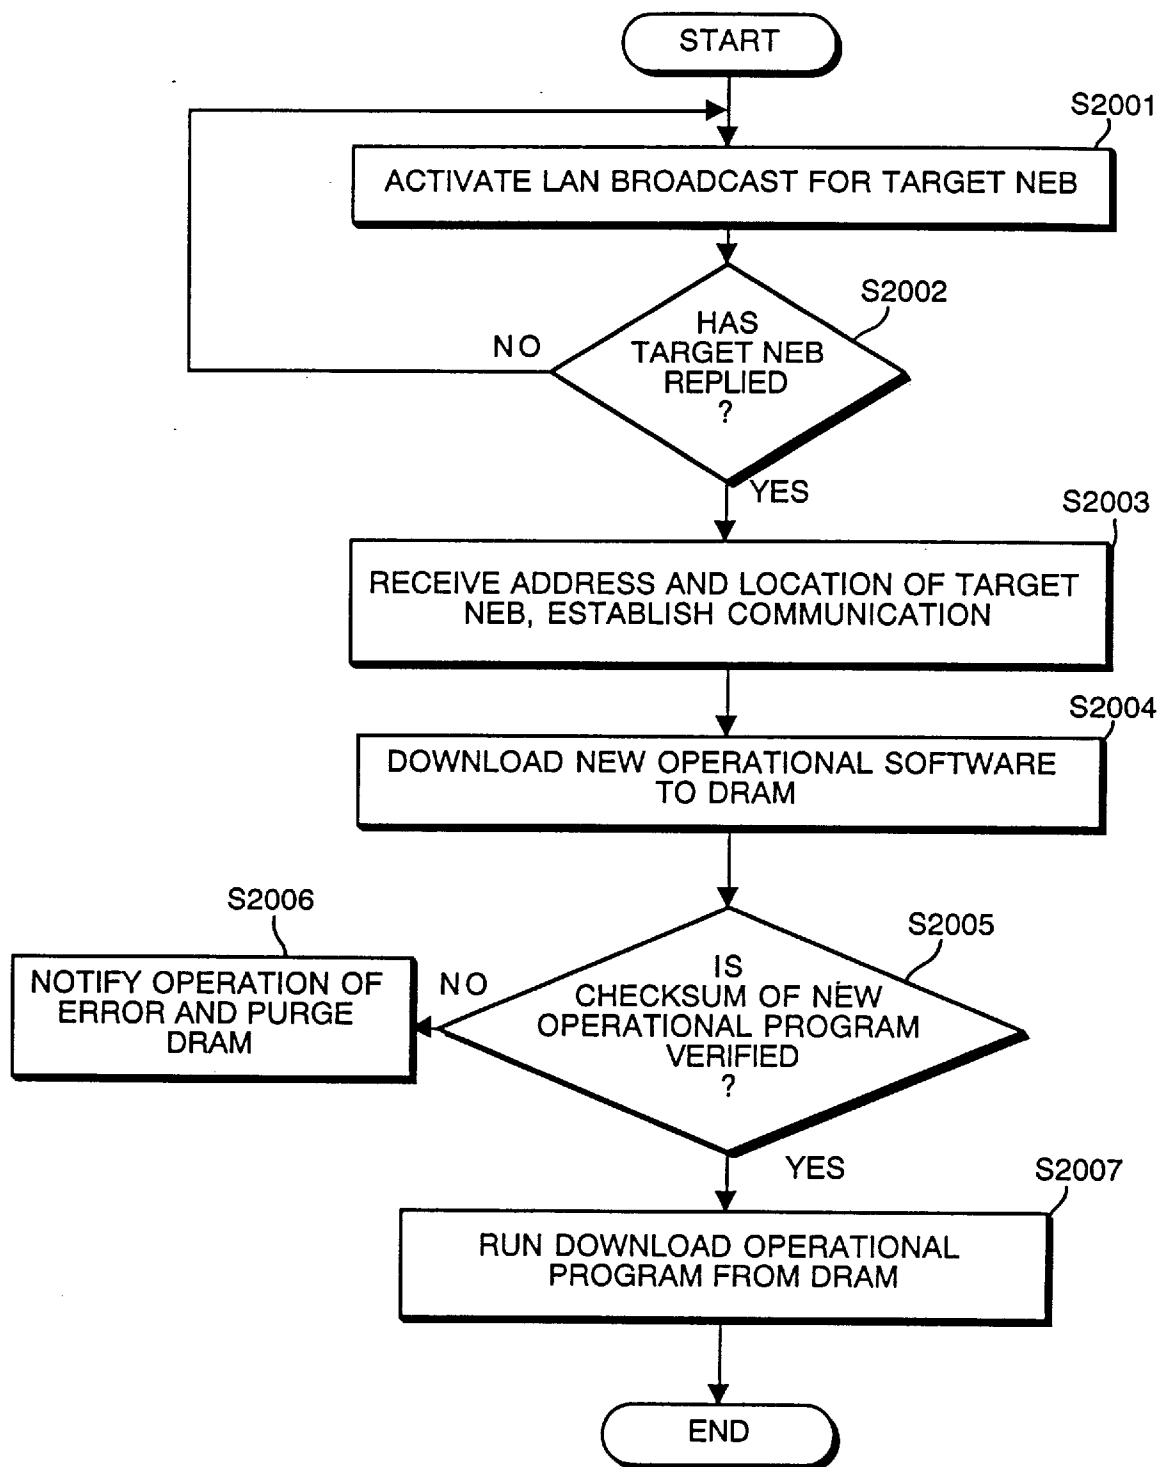 START
S2001
ACTIVATE LAN BROADCAST FOR TARGET NEB
S2002
HAS
TARGET NEB
REPLIED
?
NO
YES
S2003
RECEIVE ADDRESS AND LOCATION OF TARGET
NEB, ESTABLISH COMMUNICATION
S2004
DOWNLOAD NEW OPERATIONAL SOFTWARE
TO DRAM
S2005
IS
CHECKSUM OF NEW
OPERATIONAL PROGRAM
VERIFIED
?
NO
S2006
NOTIFY OPERATION OF
ERROR AND PURGE
DRAM
YES
S2007
RUN DOWNLOAD OPERATIONAL
PROGRAM FROM DRAM
END